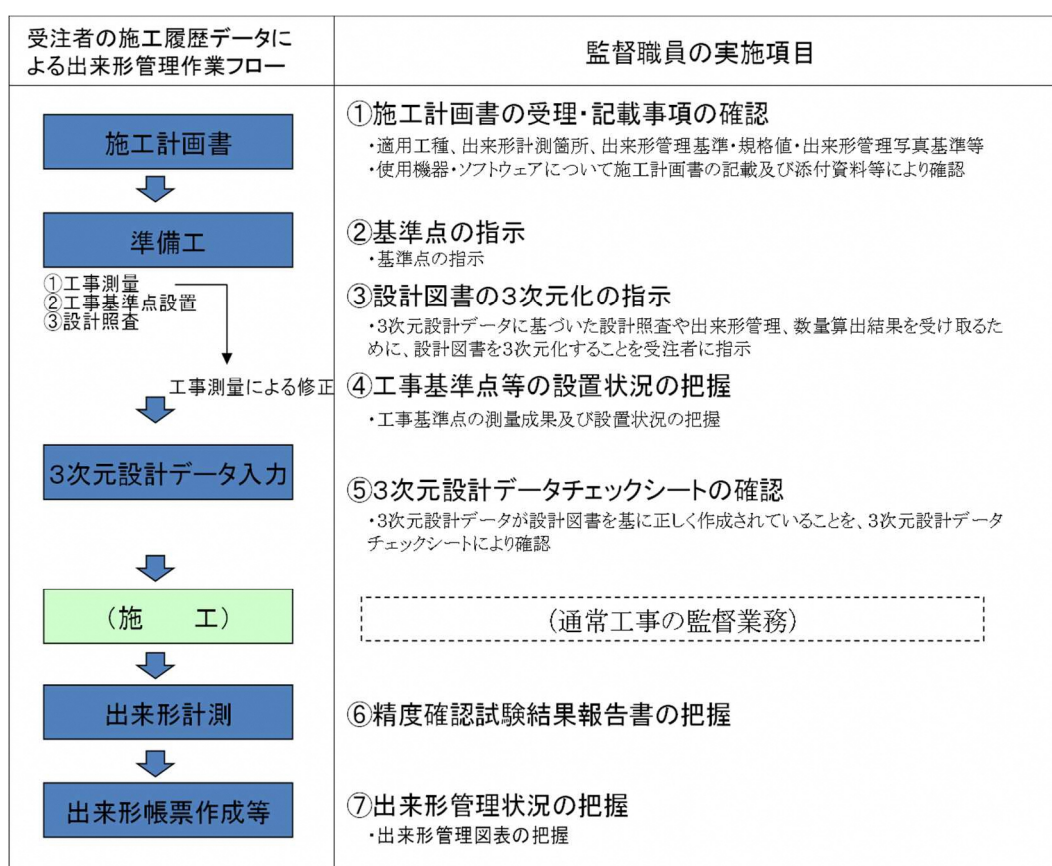 受注者の施工履歴データに
よる出来形管理作業フロー
監督職員の実施項目
施工計画書
①施工計画書の受理・記載事項の確認
・適用工種、出来形計測箇所、出来形管理基準・規格値・出来形管理写真基準等
・使用機器・ソフトウェアについて施工計画書の記載及び添付資料等により確認
準備工
②基準点の指示
・基準点の指示
①工事測量
②工事基準点設置
③設計照査
工事測量による修正
③設計図書の３次元化の指示
・3次元設計データに基づいた設計照査や出来形管理、数量算出結果を受け取るた
めに、設計図書を3次元化することを受注者に指示
④工事基準点等の設置状況の把握
・工事基準点の測量成果及び設置状況の把握
３次元設計データ入力
⑤３次元設計データチェックシートの確認
・3次元設計データが設計図書を基に正しく作成されていることを、3次元設計データ
チェックシートにより確認
（施　工）
（通常工事の監督業務）
出来形計測
⑥精度確認試験結果報告書の把握
出来形帳票作成等
⑦出来形管理状況の把握
・出来形管理図表の把握